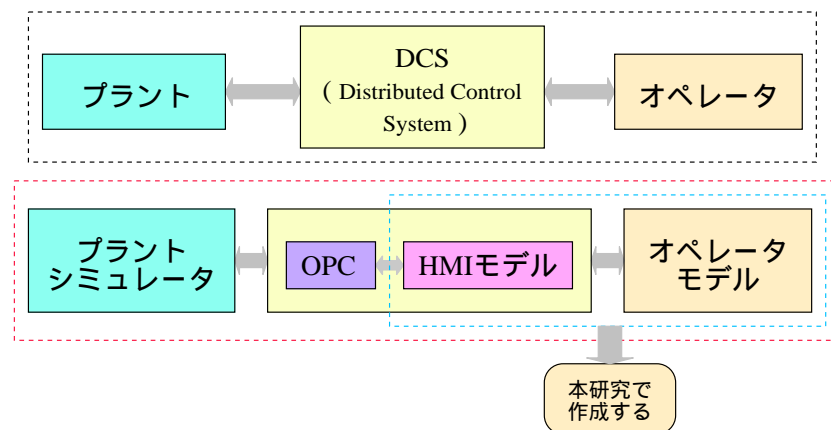 プラント
DCS
( Distributed Control
System )
オペレータ
プラント
シミュレータ
OPC
HMIモデル
オペレータ
モデル
本研究で
作成する